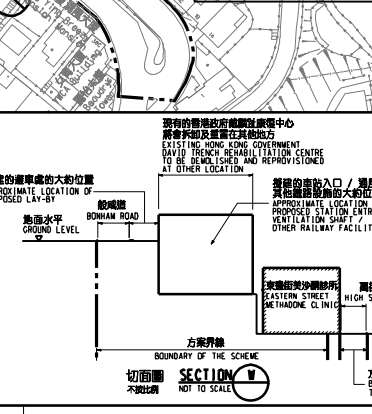 現有的香港政府戴麟趾康復中心
將會拆卸及重置在其他地方
EXISTING HONG KONG GOVERNMENT
DAVID TRENCH REHABILITATION CENTRE
TO BE DEMOLISHED AND REPROVISIONED
AT OTHER LOCATION
處的避車處的大約位置
OXIMATE LOCATION OF
POSED LAY-BY
般咸道
BONHAM ROAD
地面水平
GROUND LEVEL
擬建的車站入口 / 通風
其他鐵路設施的大約位
APPROXIMATE LOCATION
PROPOSED STATION ENTR
VENTILATION SHAFT /
OTHER RAILWAY FACILIT
東邊街美沙酮診所
EASTERN STREET
METHADONE CLINIC
高
HIGH S
方案界線
BOUNDARY OF THE SCHEME
切面圖
不按比例
SECTION W
NOT TO SCALE